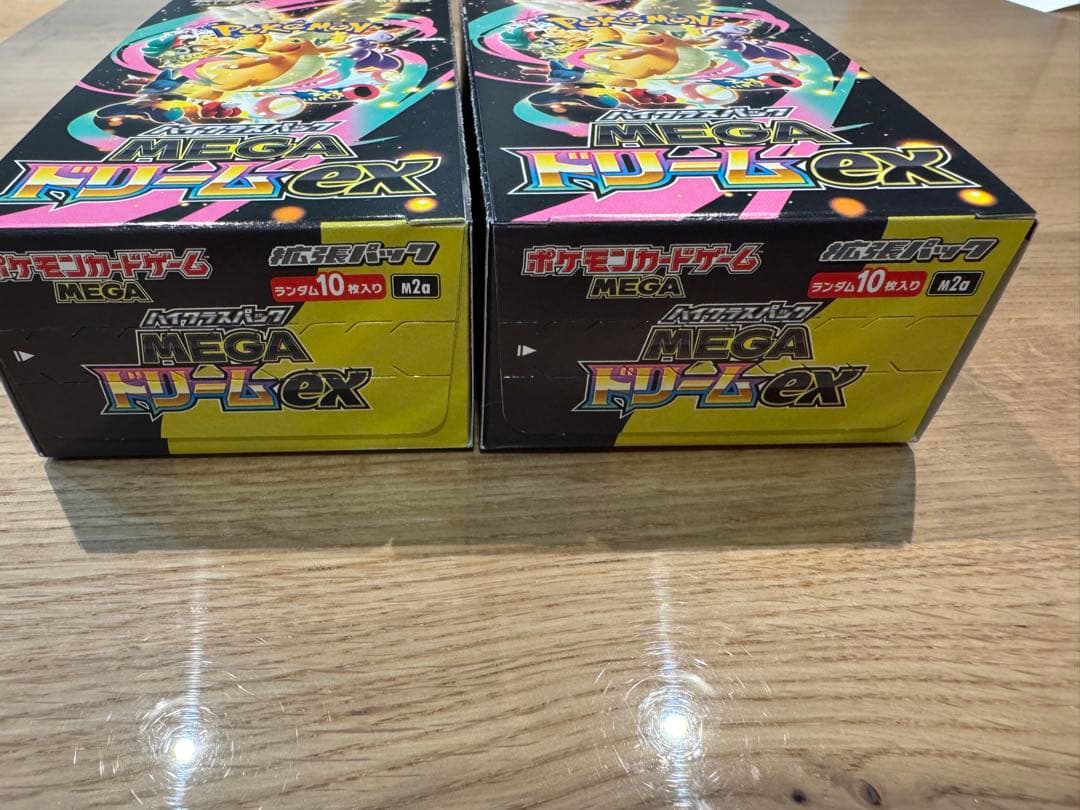 POKÉMON
ハイクラスパック
MEGA
ドリームex
ポケモンカードゲーム
MEGA
拡張パック
ランダム10枚入り
M2a
ハイクラスパック
MEGA
ドリームex
POKÉMON
ハイクラスパック
MEGA
ドリームex
ポケモンカードゲーム
MEGA
拡張パック
ランダム10枚入り
M2a
ハイクラスパック
MEGA
ドリームex